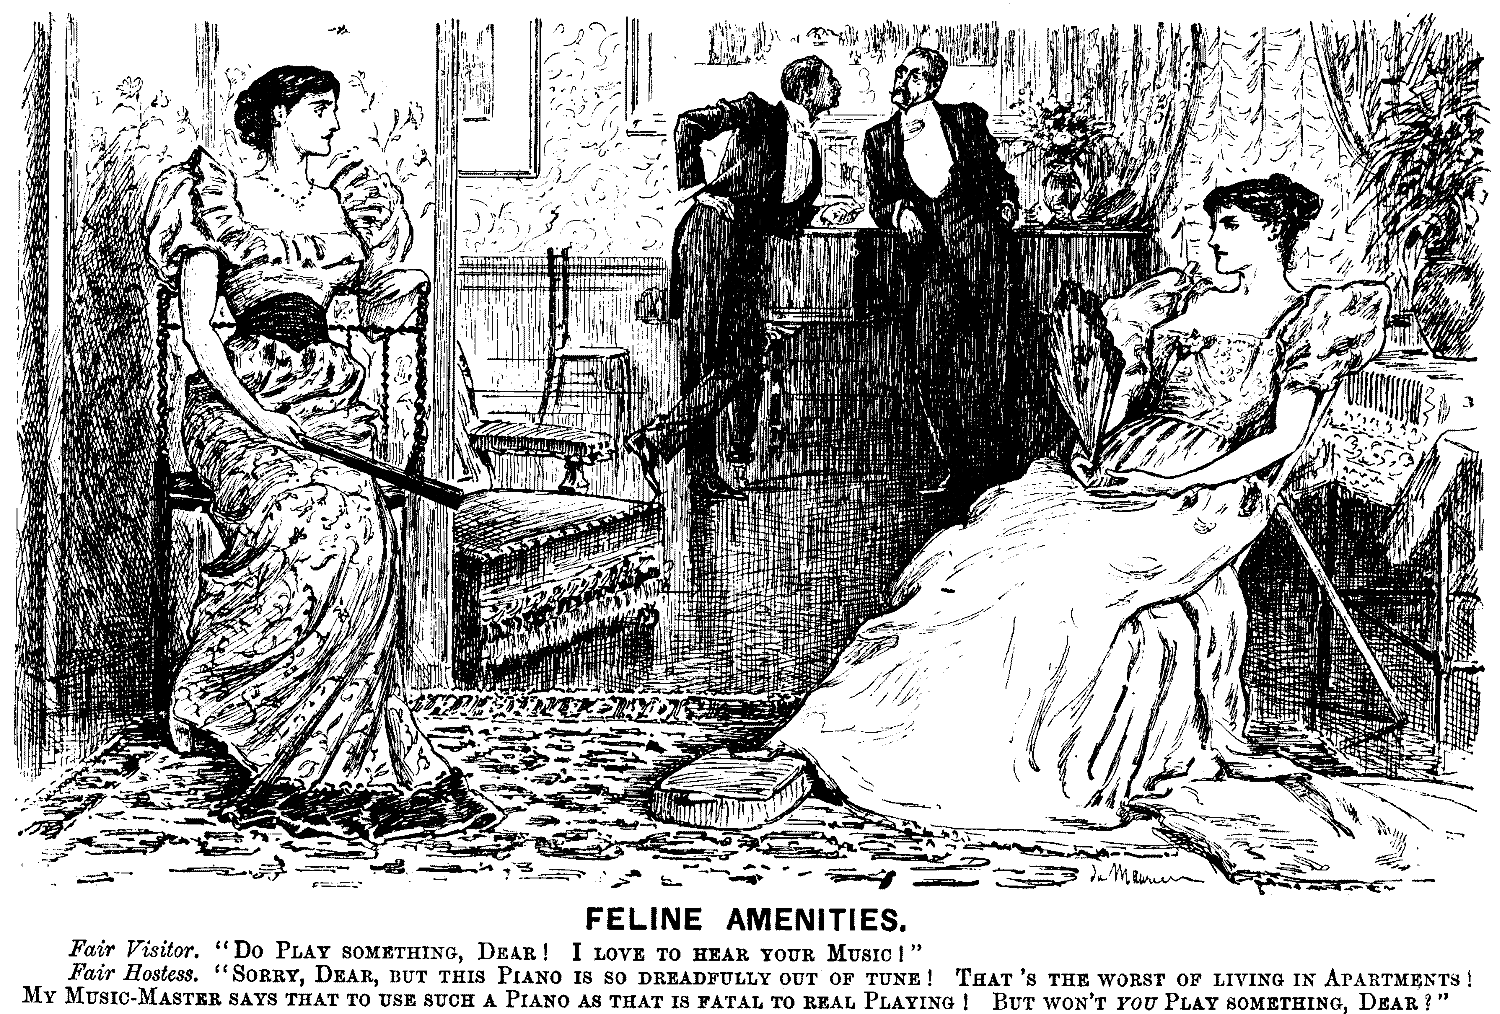 du Maurier
FELINE AMENITIES.
Fair Visitor. "Do Play something, Dear! I love to hear your Music!"
Fair Hostess. "Sorry, Dear, but this Piano is so dreadfully out of tune! That's the worst of living in Apartments!
My Music-Master says that to use such a Piano as that is fatal to real Playing! But won't you Play something, Dear?"